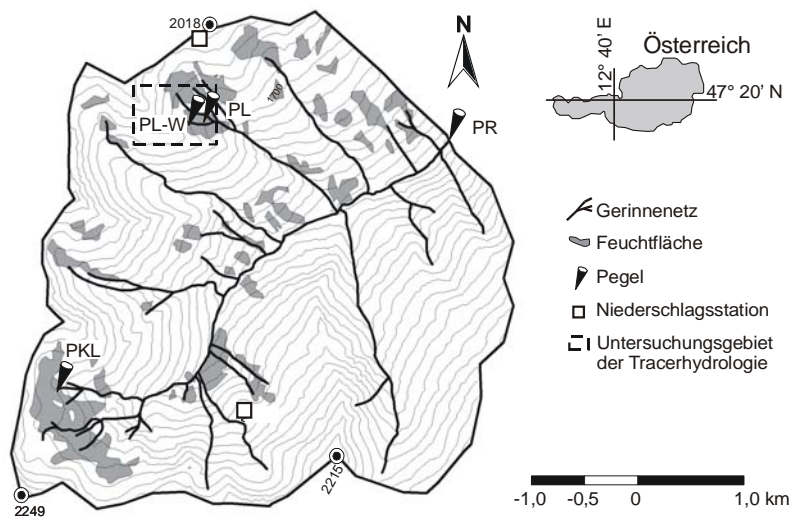 2018
N
12° 40' E
Österreich
47° 20' N
1700
PL-W
PL
PR
Gerinnenetz
Feuchtfläche
Pegel
Niederschlagsstation
Untersuchungsgebiet
der Tracerhydrologie
PKL
2215
2249
-1,0 -0,5 0 1,0 km